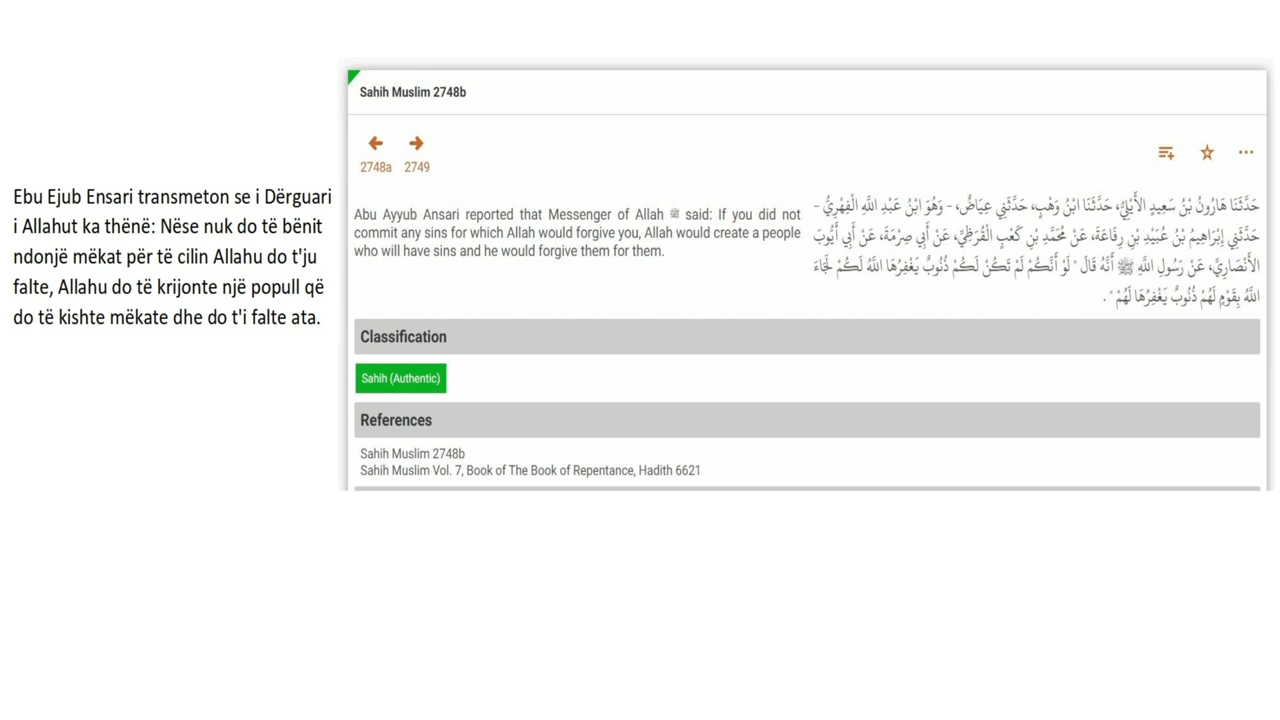 Ebu Ejub Ensari transmeton se i Dërguari
i Allahut ka thënë: Nëse nuk do të bënit
ndonjë mëkat për të cilin Allahu do t'ju
falte, Allahu do të krijonte një popull që
do të kishte mëkate dhe do t'i falte ata.
Sahih Muslim 2748b
2748a 2749
Abu Ayyub Ansari reported that Messenger of Allah ﷺ said: If you did not
commit any sins for which Allah would forgive you, Allah would create a people
who will have sins and he would forgive them for them.
حَدَّثَنَا هَارُونُ بْنُ سَعِيدٍ الأَيْلِيُّ، حَدَّثَنَا ابْنُ وَهْبٍ، حَدَّثَنِي عِيَاضٌ، - وَهُوَ ابْنُ عَبْدِ اللَّهِ الْفِهْرِيُّ -
حَدَّثَنِي إِبْرَاهِيمُ بْنُ عُبَيْدِ بْنِ رِفَاعَةَ، عَنْ مُحَمَّدِ بْنِ كَعْبٍ الْقُرَظِيِّ، عَنْ أَبِي صِرْمَةَ، عَنْ أَبِي أَيُّوبَ
الأَنْصَارِيِّ، عَنْ رَسُولِ اللَّهِ ﷺ أَنَّهُ قَالَ " لَوْ أَنَّكُمْ لَمْ تَكُنْ لَكُمْ ذُنُوبٌ يَغْفِرُهَا اللَّهُ لَكُمْ لَجَاءَ
اللَّهُ بِقَوْمٍ لَهُمْ ذُنُوبٌ يَغْفِرُهَا لَهُمْ " .
Classification
Sahih (Authentic)
References
Sahih Muslim 2748b
Sahih Muslim Vol. 7, Book of The Book of Repentance, Hadith 6621